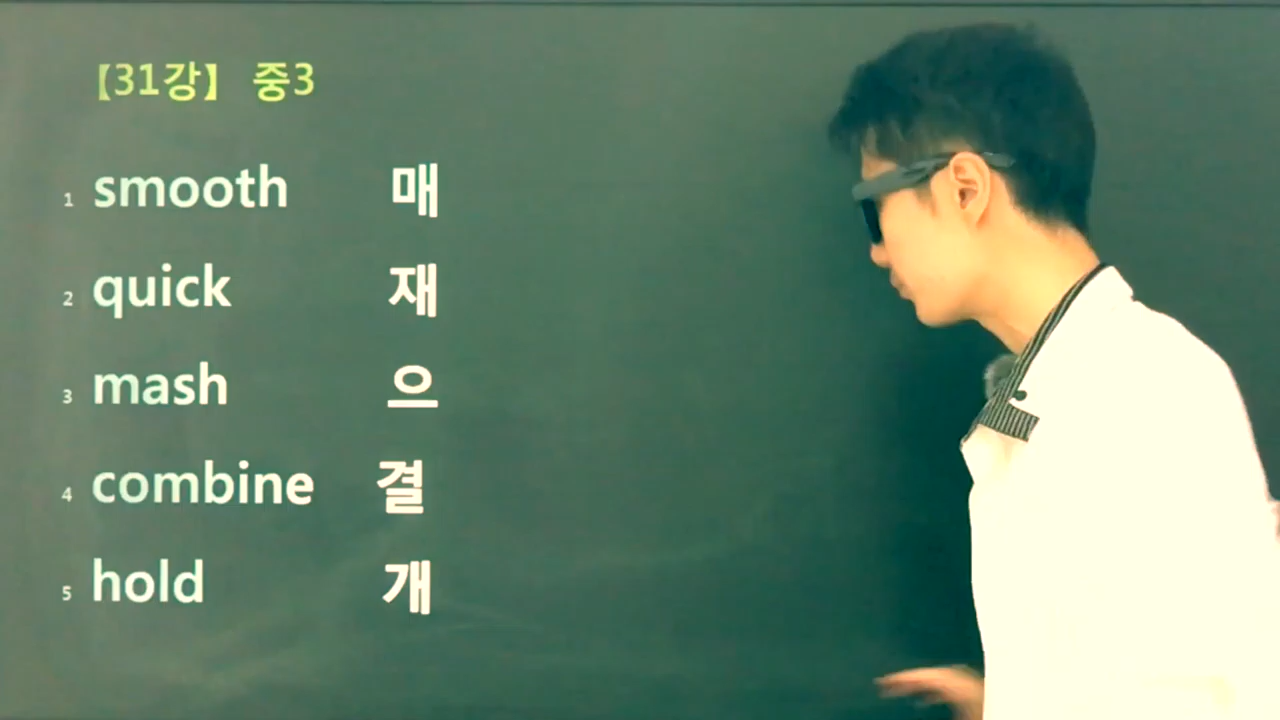 【31강】 중3
1 smooth 매
2 quick 재
3 mash 으
4 combine 결
5 hold 개